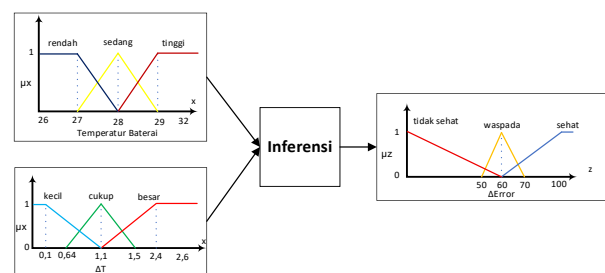 rendah sedang tinggi
1
µx
x
26 27 28 29 32
Temperatur Baterai
kecil cukup besar
1
µx
x
0
0,1 0,64 1,1 1,5 2,4 2,6
ΔT
Inferensi
tidak sehat waspada sehat
1
µz
z
0
50 60 70 100
ΔError